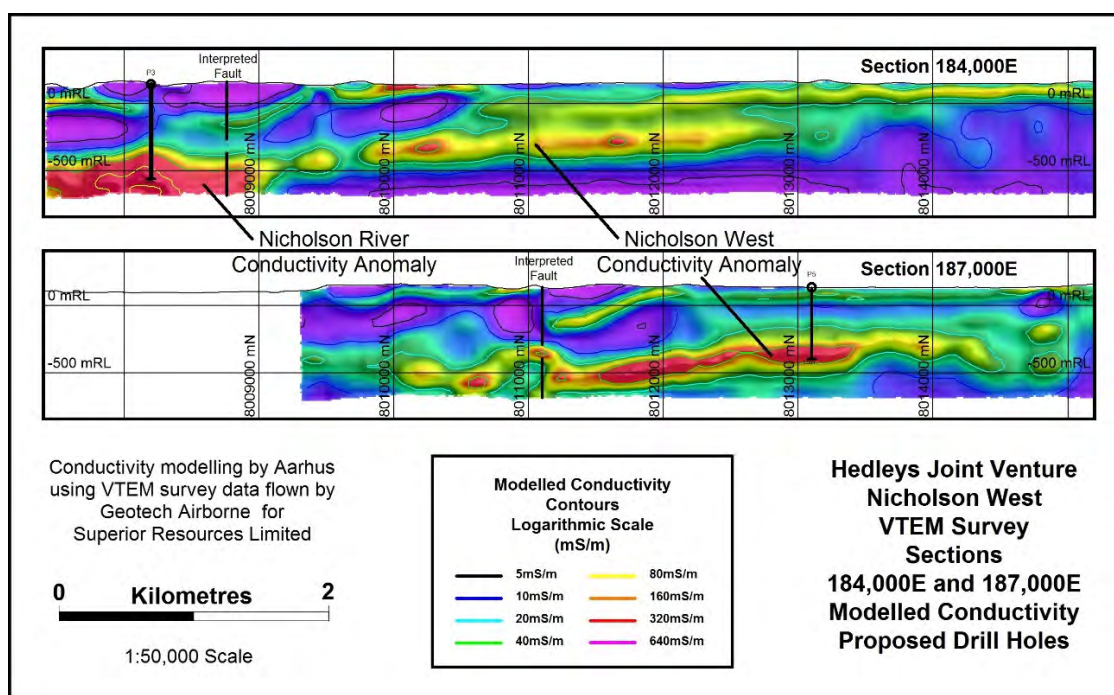 P3
Interpreted
Fault
Section 184,000E
0 mRL
0 mRL
-500 mRL
-500 mRL
8009000 mN
8010000 mN
8011000 mN
8012000 mN
8013000 mN
8014000 mN
Nicholson River
Conductivity Anomaly
Nicholson West
Conductivity Anomaly
Interpreted
Fault
P5
Section 187,000E
0 mRL
0 mRL
-500 mRL
-500 mRL
8009000 mN
8010000 mN
8011000 mN
8012000 mN
8013000 mN
8014000 mN
Conductivity modelling by Aarhus
using VTEM survey data flown by
Geotech Airborne for
Superior Resources Limited
0 Kilometres 2
1:50,000 Scale
Modelled Conductivity
Contours
Logarithmic Scale
(mS/m)
5mS/m 80mS/m
10mS/m 160mS/m
20mS/m 320mS/m
40mS/m 640mS/m
Hedleys Joint Venture
Nicholson West
VTEM Survey
Sections
184,000E and 187,000E
Modelled Conductivity
Proposed Drill Holes